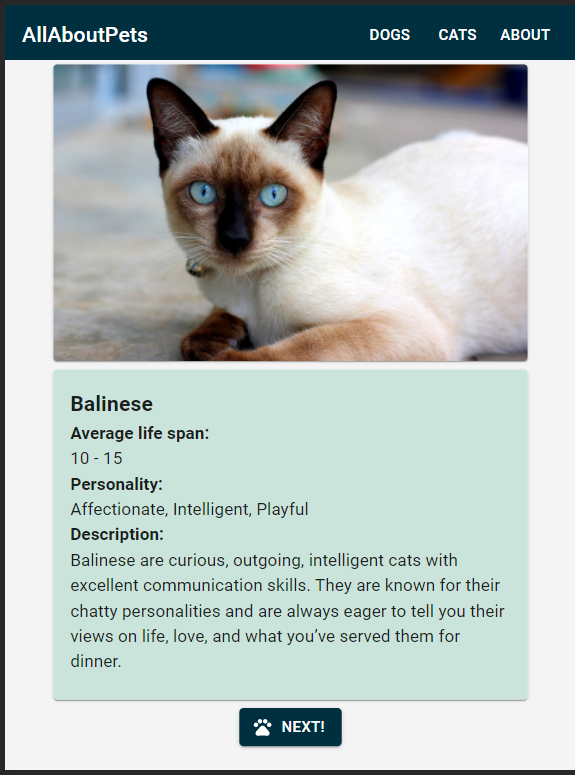 AllAboutPets
DOGS CATS ABOUT
Balinese
Average life span:
10 - 15
Personality:
Affectionate, Intelligent, Playful
Description:
Balinese are curious, outgoing, intelligent cats with
excellent communication skills. They are known for their
chatty personalities and are always eager to tell you their
views on life, love, and what you’ve served them for
dinner.
NEXT!